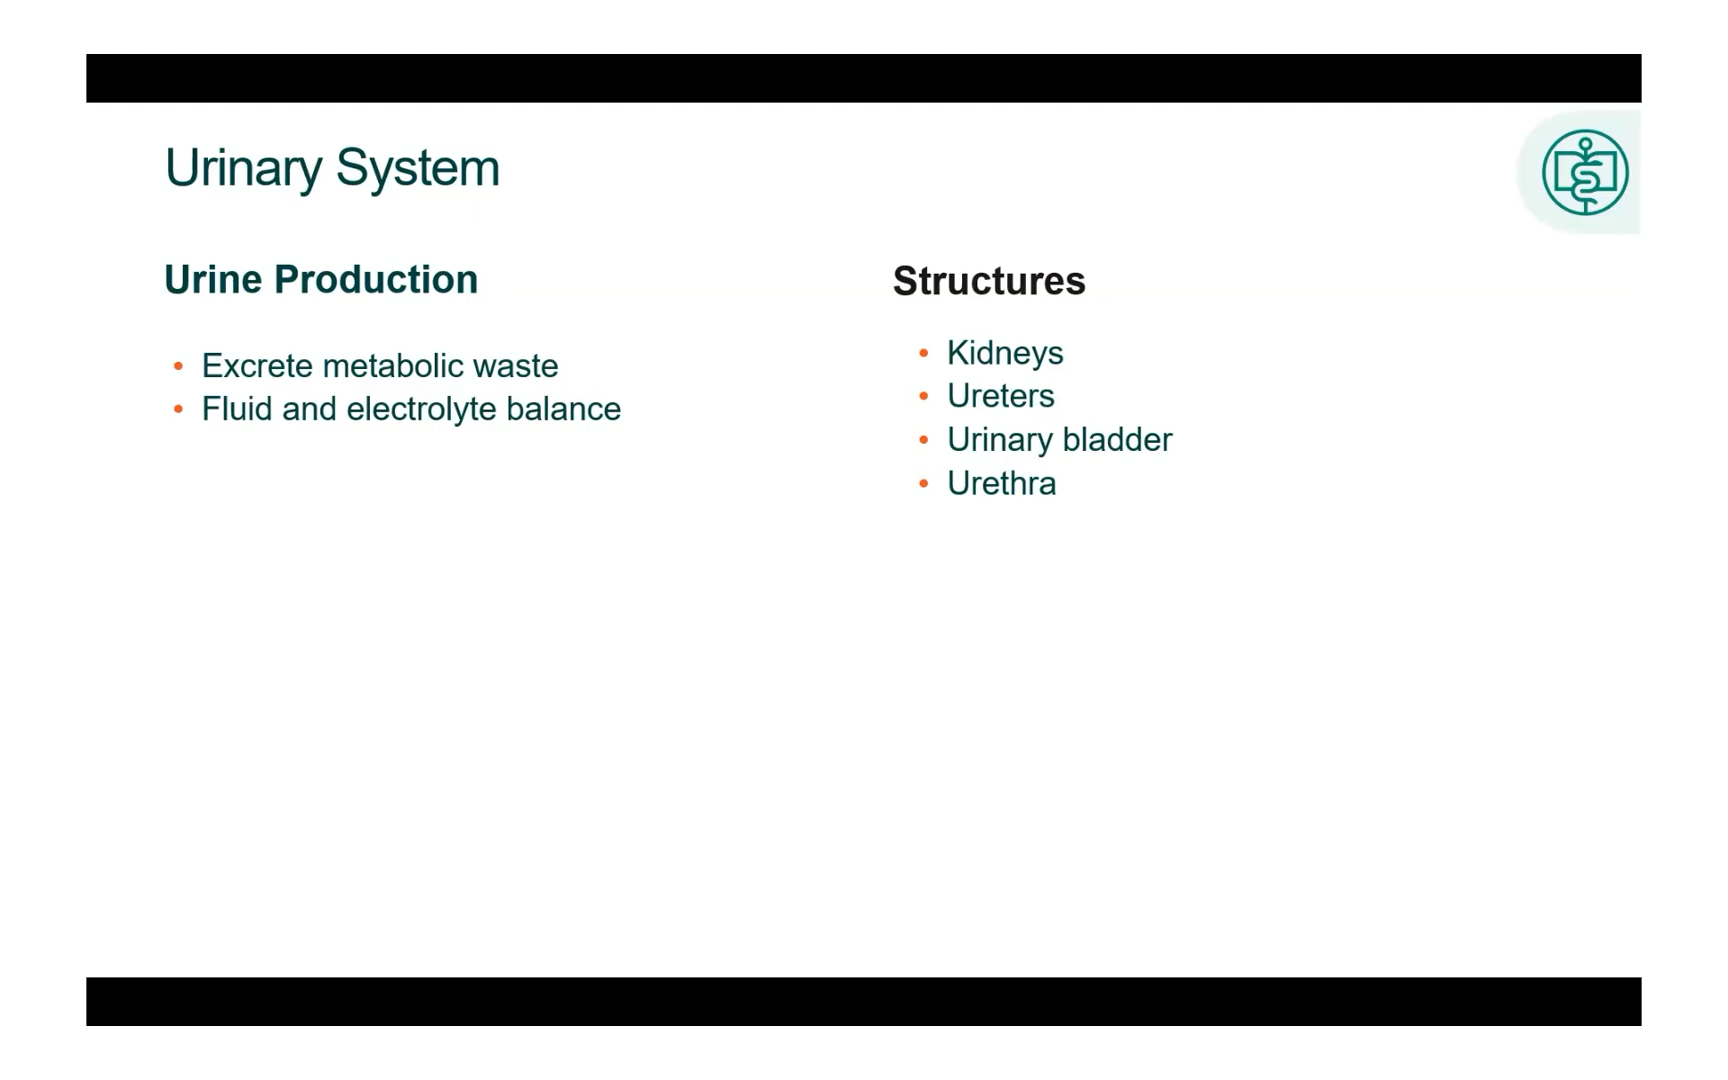 Urinary System
Urine Production
Excrete metabolic waste
Fluid and electrolyte balance
Structures
Kidneys
Ureters
Urinary bladder
Urethra